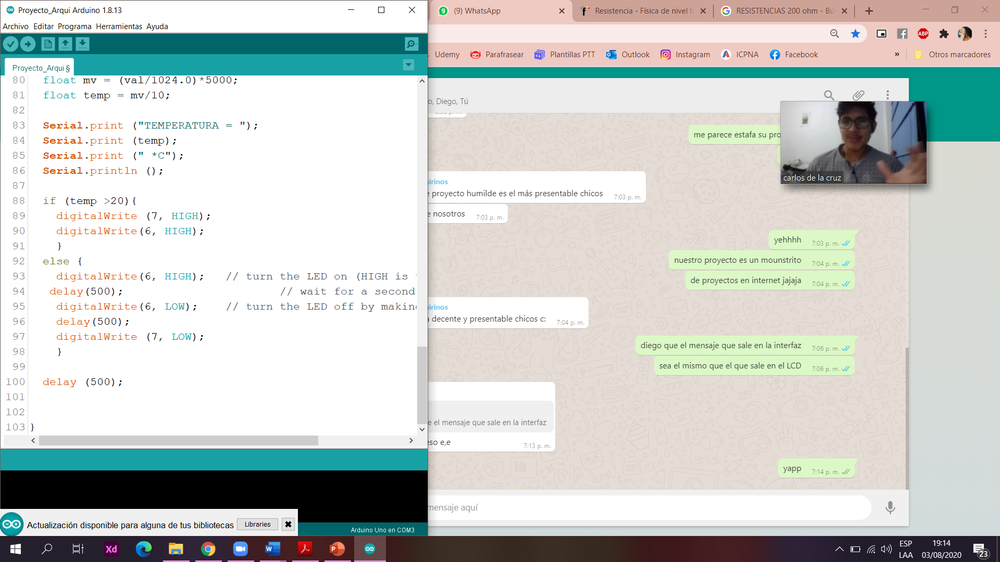 Proyecto_Arqui Arduino 1.8.13
Archivo Editar Programa Herramientas Ayuda
Proyecto_Arqui §
80 float mv = (val/1024.0)*5000;
81 float temp = mv/10;
82
83 Serial.print ("TEMPERATURA = ");
84 Serial.print (temp);
85 Serial.print (" *C");
86 Serial.println ();
87
88 if (temp >20){
89 digitalWrite (7, HIGH);
90 digitalWrite(6, HIGH);
91 }
92 else {
93 digitalWrite(6, HIGH); // turn the LED on (HIGH is
94 delay(500); // wait for a second
95 digitalWrite(6, LOW); // turn the LED off by making
96 delay(500);
97 digitalWrite (7, LOW);
98 }
99
100 delay (500);
101
102
103 }
Actualización disponible para alguna de tus bibliotecas Libraries
Arduino Uno en COM3
(9) WhatsApp
Resistencia - Física de nivel b
RESISTENCIAS 200 ohm - Bú
ABP
Udemy Parafrasear Plantillas PTT Outlook Instagram ICPNA Facebook » Otros marcadores
o, Diego, Tú
me parece estafa su pro
carlos de la cruz
irinos
e proyecto humilde es el más presentable chicos 7:03 p. m.
e nosotros 7:03 p. m.
yehhhh 7:03 p. m.
nuestro proyecto es un mounstrito 7:04 p. m.
de proyectos en internet jajaja 7:04 p. m.
irinos
a decente y presentable chicos c: 7:04 p. m.
diego que el mensaje que sale en la interfaz 7:06 p. m.
sea el mismo que el que sale en el LCD 7:06 p. m.
e el mensaje que sale en la interfaz
eso e,e 7:13 p. m.
yapp 7:14 p. m.
mensaje aquí
Xd
ESP
LAA
19:14
03/08/2020
23